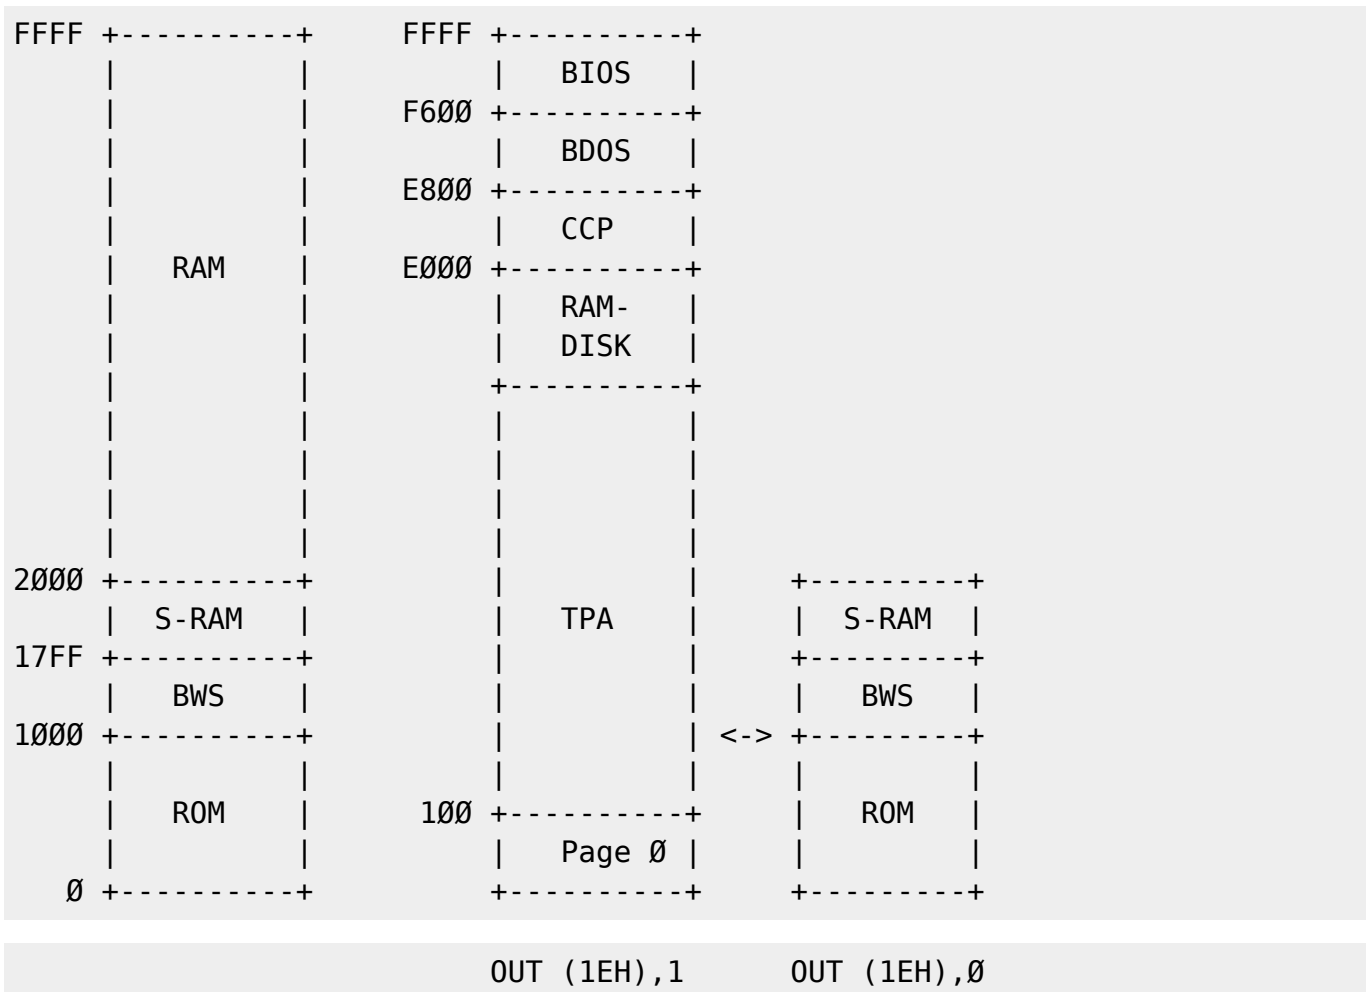 FFFF +----------+     FFFF +----------+
     |          |          |   BIOS   |
     |          |     F6ØØ +----------+
     |          |          |   BDOS   |
     |          |     E8ØØ +----------+
     |          |          |   CCP    |
     |   RAM    |     EØØØ +----------+
     |          |          |   RAM-   |
     |          |          |   DISK   |
     |          |          +----------+
     |          |          |          |
     |          |          |          |
     |          |          |          |
     |          |          |          |
2ØØØ +----------+          |          |     +---------+
     |  S-RAM   |          |   TPA    |     |  S-RAM  |
17FF +----------+          |          |     +---------+
     |   BWS    |          |          |     |   BWS   |
1ØØØ +----------+          |          | <-> +---------+
     |          |          |          |     |         |
     |   ROM    |      1ØØ +----------+     |   ROM   |
     |          |          |   Page Ø |     |         |
   Ø +----------+          +----------+     +---------+
                           OUT (1EH),1      OUT (1EH),Ø